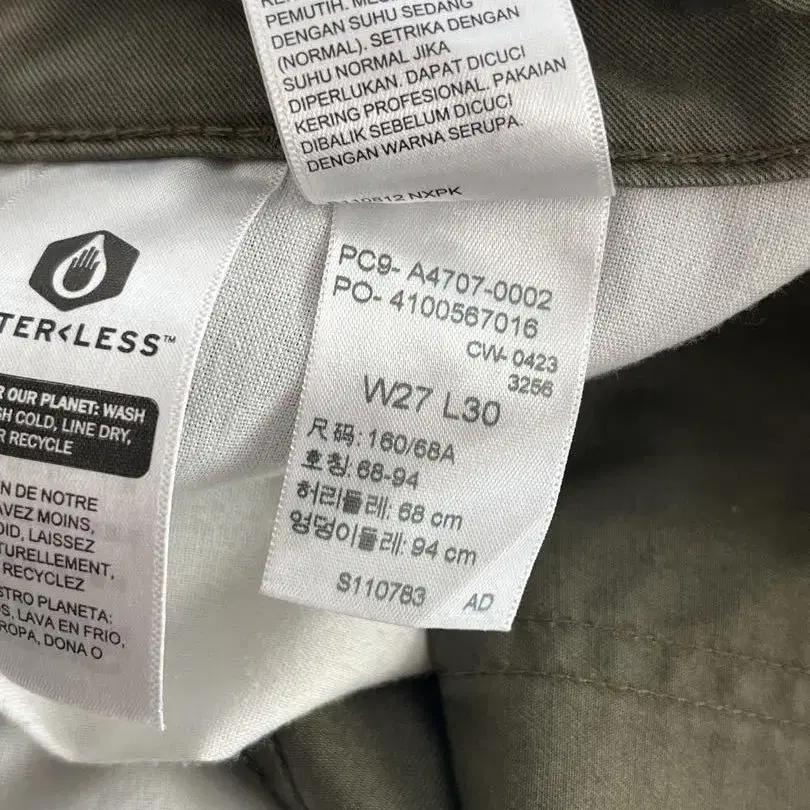 PEMUTIH.
DENGAN SUHU SEDANG
(NORMAL). SETRIKA DENGAN
SUHU NORMAL JIKA
DIPERLUKAN. DAPAT DICUCI
KERING PROFESIONAL. PAKAIAN
DIBALIK SEBELUM DICUCI
DENGAN WARNA SERUPA.
NXPK
PC9- A4707-0002
PO- 4100567016
CW- 0423
3256
W27 L30
尺码: 160/68A
호칭 68-94
허리둘레: 68 cm
엉덩이둘레: 94 cm
S110783 AD
TER<LESS™
R OUR PLANET: WASH
SH COLD, LINE DRY,
R RECYCLE
N DE NOTRE
AVEZ MOINS,
OID, LAISSEZ
TURELLEMENT,
RECYCLEZ
STRO PLANETA:
S, LAVA EN FRIO,
ROPA, DONA O